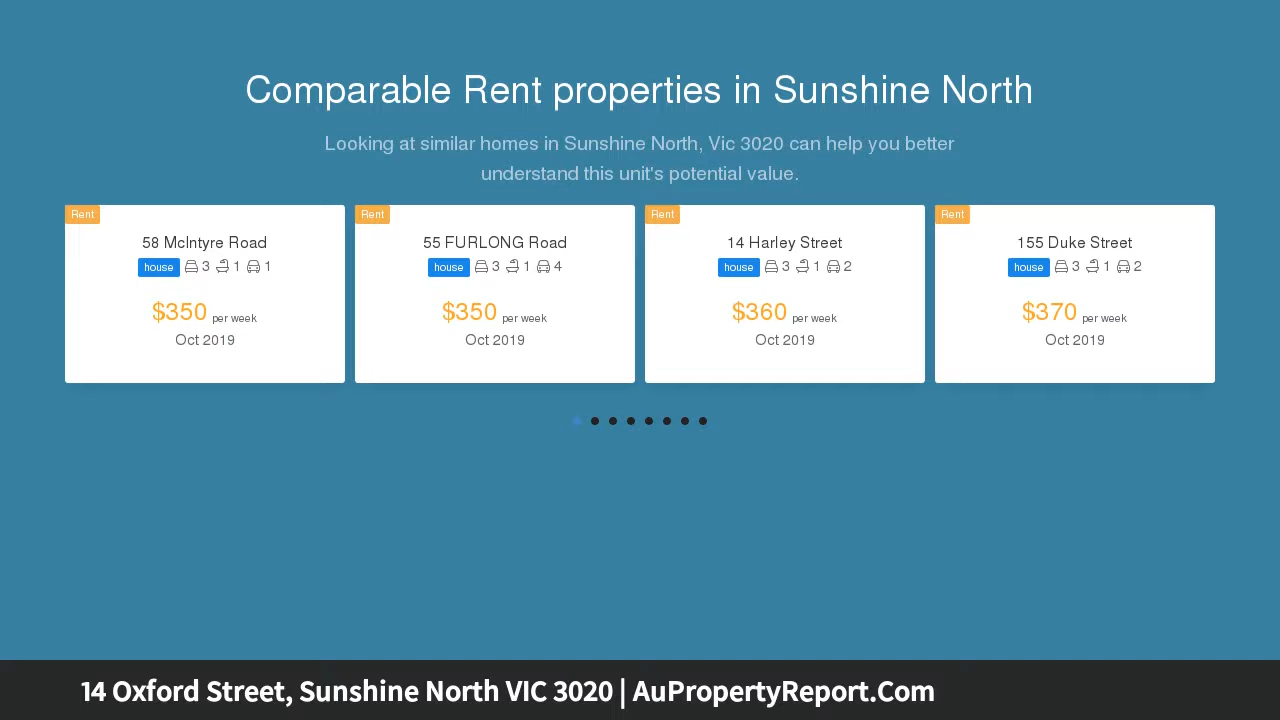 Comparable Rent properties in Sunshine North
Looking at similar homes in Sunshine North, Vic 3020 can help you better
understand this unit's potential value.
Rent
58 McIntyre Road
house 3 1 1
$350 per week
Oct 2019
Rent
55 FURLONG Road
house 3 1 4
$350 per week
Oct 2019
Rent
14 Harley Street
house 3 1 2
$360 per week
Oct 2019
Rent
155 Duke Street
house 3 1 2
$370 per week
Oct 2019
14 Oxford Street, Sunshine North VIC 3020 | AuPropertyReport.Com